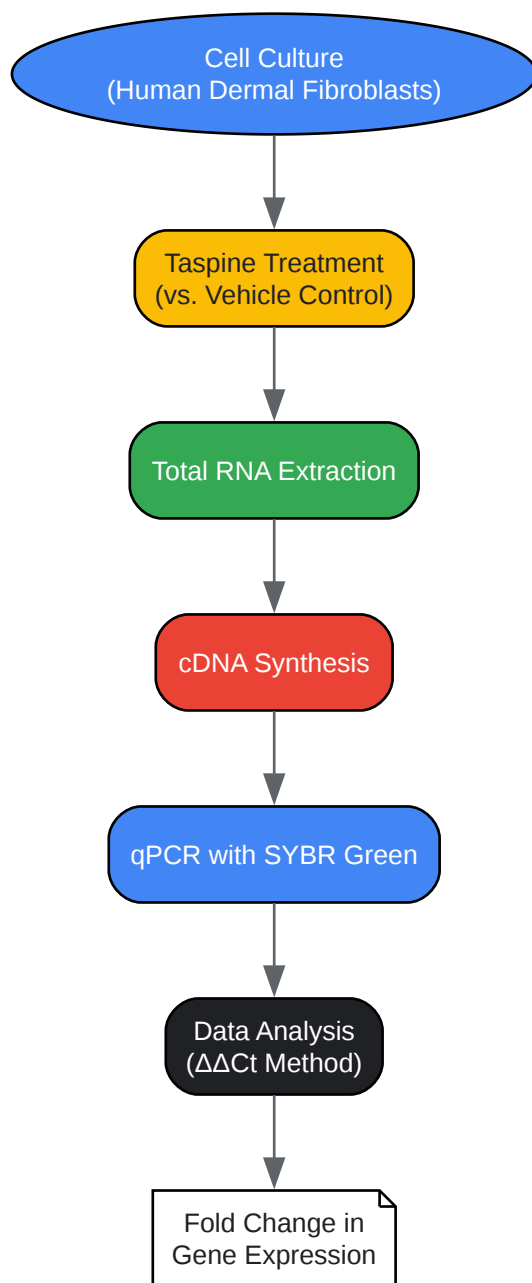 Cell Culture
(Human Dermal Fibroblasts)
Taspine Treatment
(vs. Vehicle Control)
Total RNA Extraction
cDNA Synthesis
qPCR with SYBR Green
Data Analysis
(ΔΔCt Method)
Fold Change in
Gene Expression